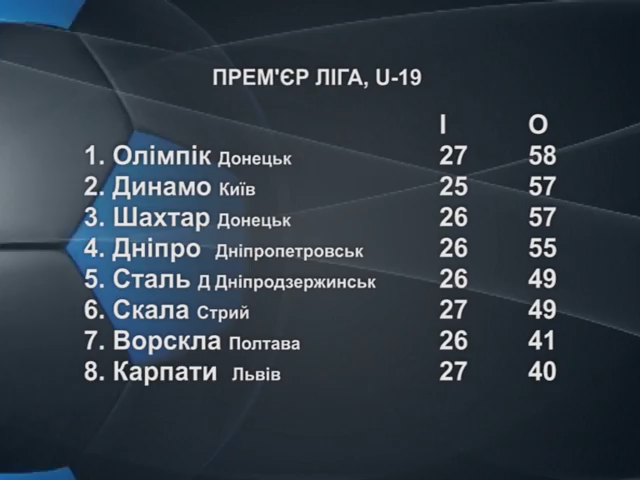 ПРЕМ'ЄР ЛІГА, U-19
І О
1. Олімпік Донецьк 27 58
2. Динамо Київ 25 57
3. Шахтар Донецьк 26 57
4. Дніпро Дніпропетровськ 26 55
5. Сталь Д Дніпродзержинськ 26 49
6. Скала Стрий 27 49
7. Ворскла Полтава 26 41
8. Карпати Львів 27 40